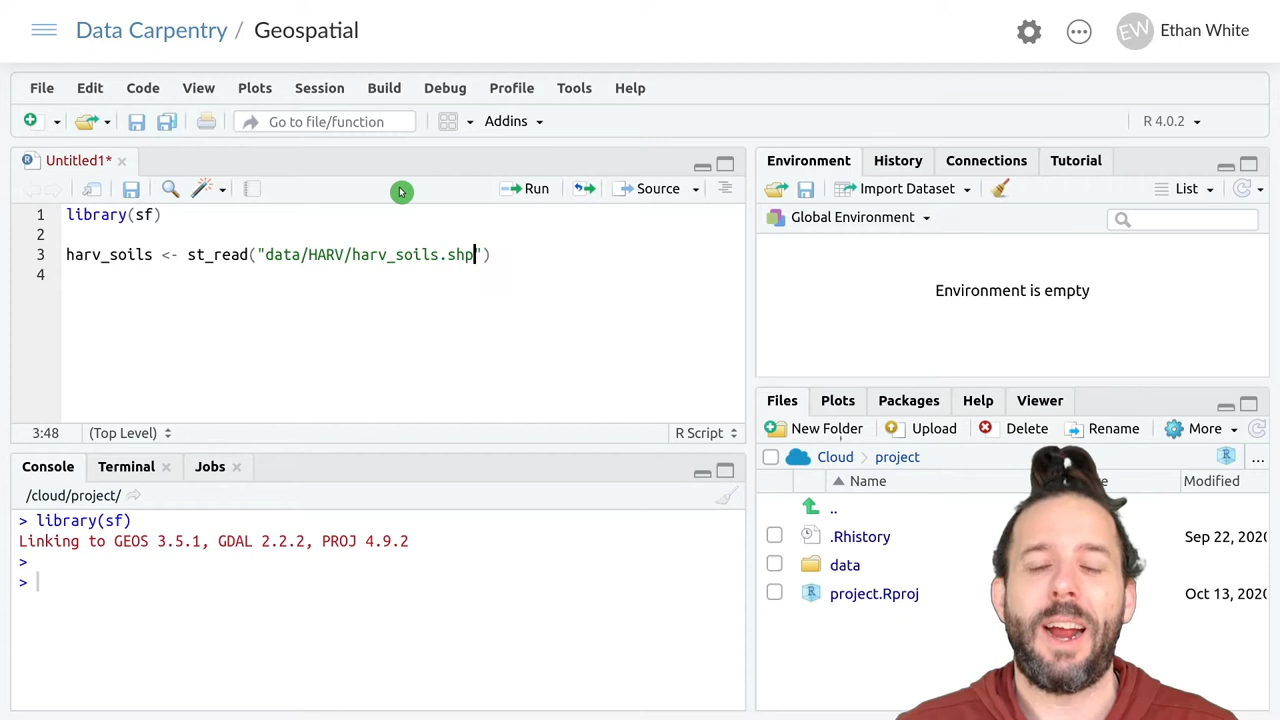 Data Carpentry / Geospatial
EW Ethan White
File Edit Code View Plots Session Build Debug Profile Tools Help
Go to file/function Addins R 4.0.2
Untitled1*
Run Source
1 library(sf)
2
3 harv_soils <- st_read("data/HARV/harv_soils.shp")
4
3:48 (Top Level) R Script
Console Terminal Jobs
/cloud/project/
> library(sf)
Linking to GEOS 3.5.1, GDAL 2.2.2, PROJ 4.9.2
>
>
Environment History Connections Tutorial
Import Dataset List
Global Environment
Environment is empty
Files Plots Packages Help Viewer
New Folder Upload Delete Rename More
Cloud project ...
Name Modified
..
.Rhistory Sep 22, 2020
data
project.Rproj Oct 13, 2020